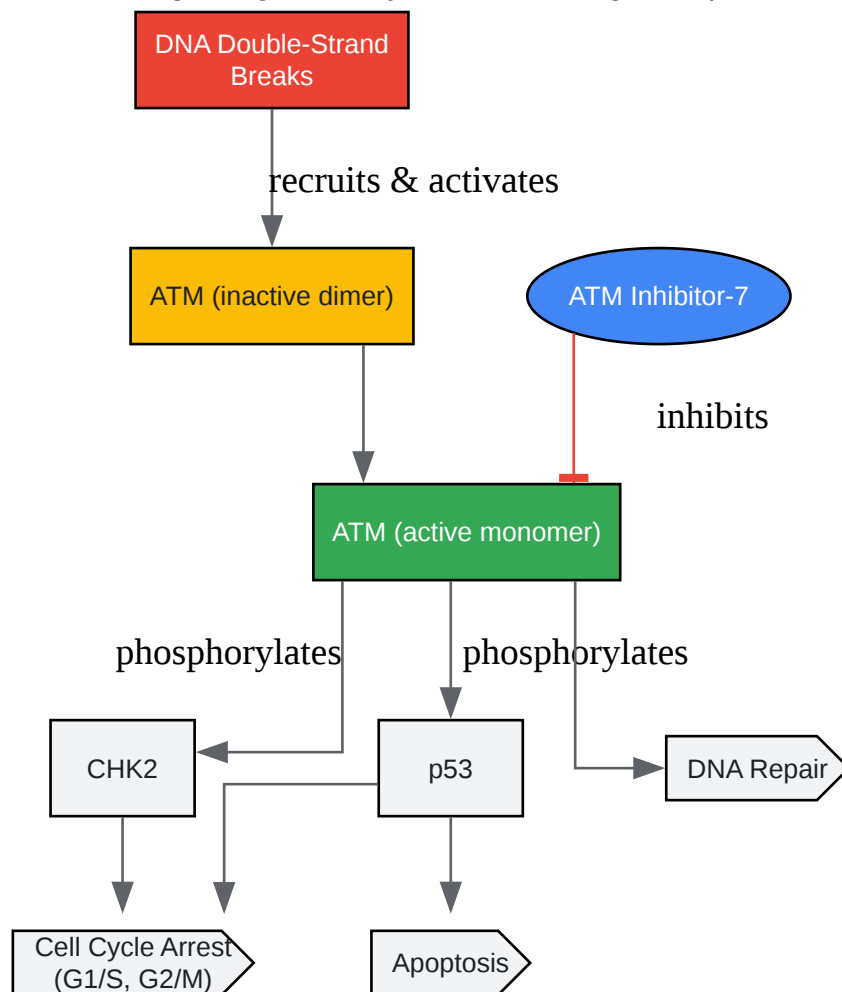 DNA Double-Strand
Breaks
recruits & activates
ATM (inactive dimer)
ATM Inhibitor-7
inhibits
ATM (active monomer)
phosphorylates
phosphorylates
CHK2
p53
DNA Repair
Cell Cycle Arrest
(G1/S, G2/M)
Apoptosis